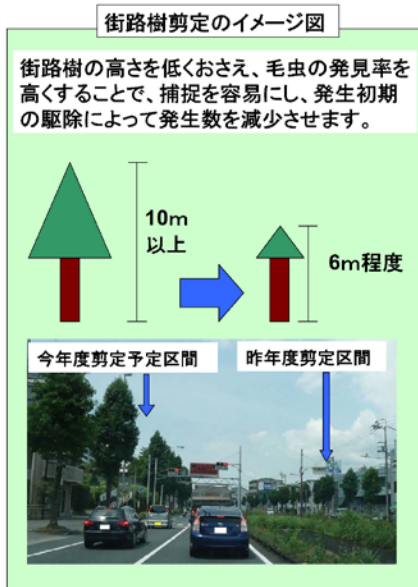 街路樹剪定のイメージ図
街路樹の高さを低くおさえ、毛虫の発見率を
高くすることで、捕捉を容易にし、発生初期
の駆除によって発生数を減少させます。
10m
以上
6m程度
今年度剪定予定区間
昨年度剪定区間